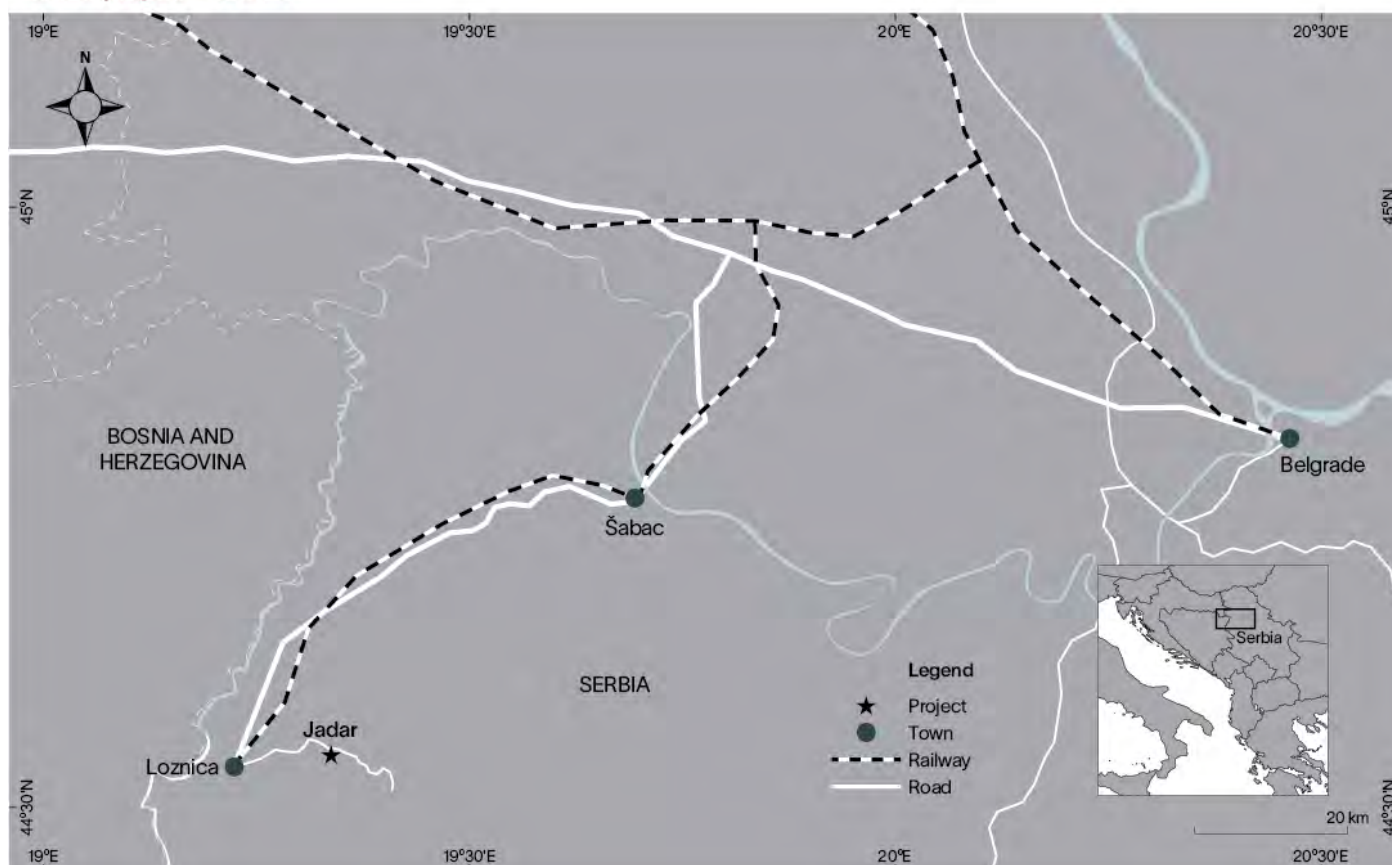 19°E
19°30'E
20°E
20°30'E
N
45°N
45°N
BOSNIA AND
HERZEGOVINA
Belgrade
Šabac
Serbia
SERBIA
Legend
Project
Town
Railway
Road
Jadar
Loznica
44°30'N
44°30'N
20 km
19°E
19°30'E
20°E
20°30'E